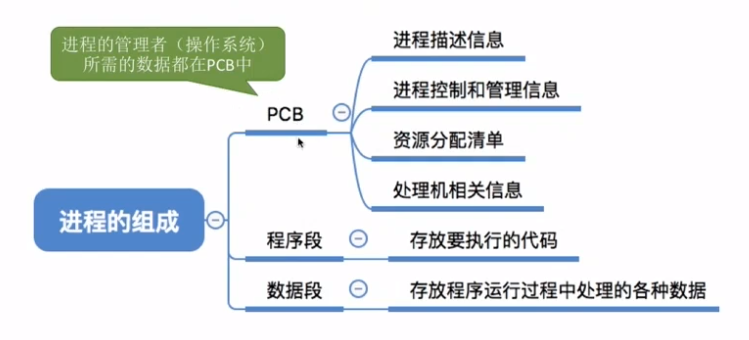 进程的管理者（操作系统）
所需的数据都在PCB中
进程描述信息
进程控制和管理信息
PCB
资源分配清单
处理机相关信息
进程的组成
程序段
存放要执行的代码
数据段
存放程序运行过程中处理的各种数据